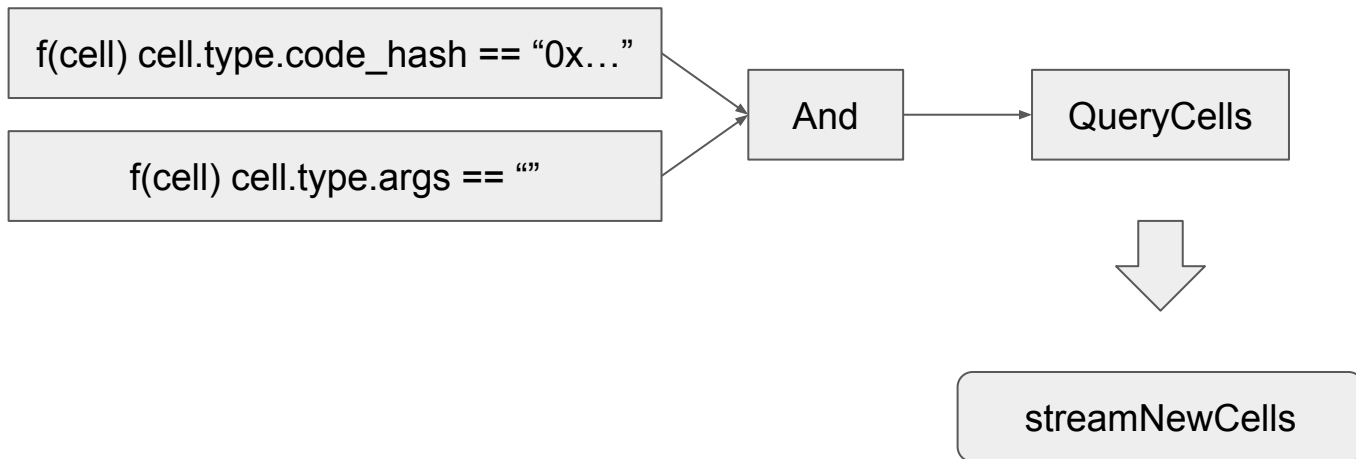 f(cell) cell.type.code_hash == “0x…”
And
QueryCells
f(cell) cell.type.args == “”
streamNewCells